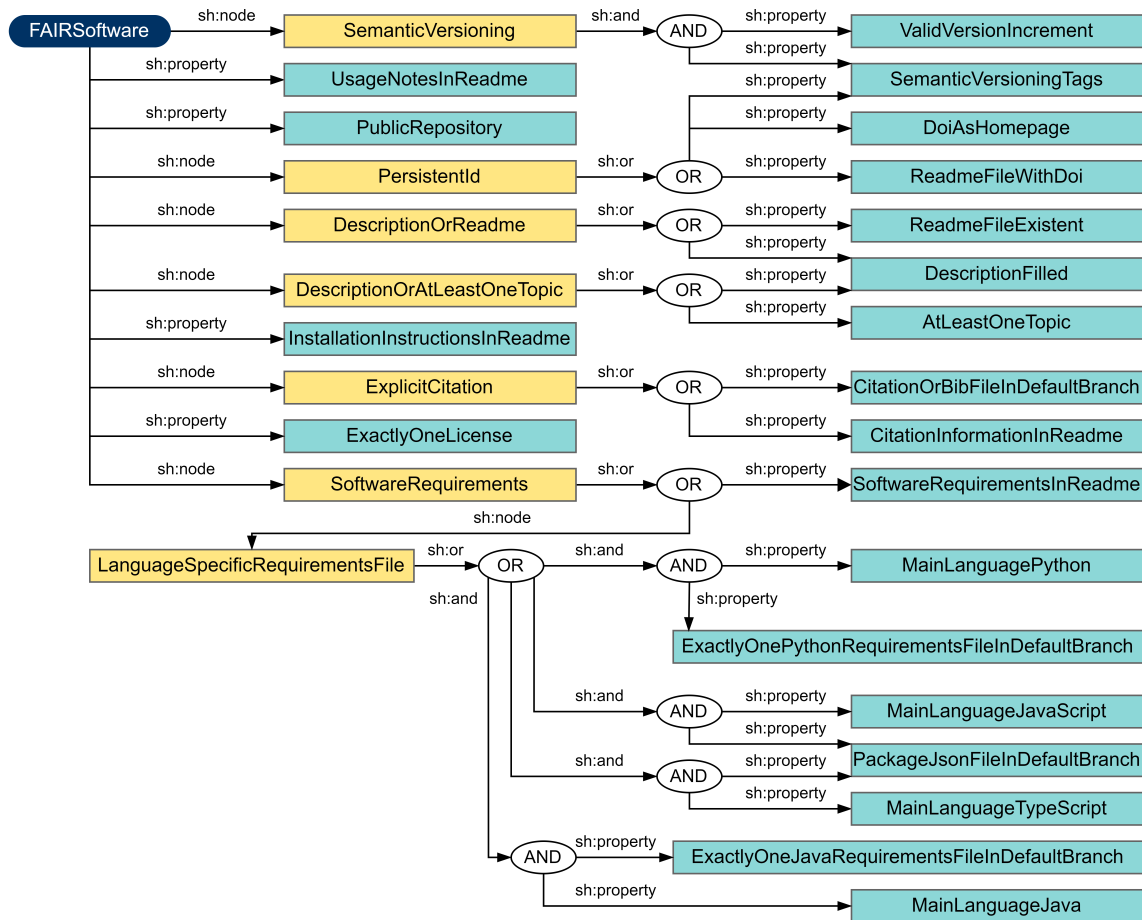 FAIRSoftware sh:node SemanticVersioning sh:and AND sh:property ValidVersionIncrement
sh:property
sh:property UsageNotesInReadme sh:property SemanticVersioningTags
sh:property PublicRepository sh:property DoiAsHomepage
sh:node PersistentId sh:or OR sh:property ReadmeFileWithDoi
sh:node DescriptionOrReadme sh:or OR sh:property ReadmeFileExistent
sh:property
DescriptionFilled
sh:node DescriptionOrAtLeastOneTopic sh:or OR sh:property
sh:property AtLeastOneTopic
sh:property InstallationInstructionsInReadme
sh:node ExplicitCitation sh:or OR sh:property CitationOrBibFileInDefaultBranch
sh:property ExactlyOneLicense sh:property CitationInformationInReadme
sh:node SoftwareRequirements sh:or OR sh:property SoftwareRequirementsInReadme
sh:node
LanguageSpecificRequirementsFile sh:or OR sh:and AND sh:property MainLanguagePython
sh:and sh:property
ExactlyOnePythonRequirementsFileInDefaultBranch
sh:and AND sh:property MainLanguageJavaScript
sh:property
PackageJsonFileInDefaultBranch
sh:and AND sh:property
sh:property MainLanguageTypeScript
AND sh:property ExactlyOneJavaRequirementsFileInDefaultBranch
sh:property MainLanguageJava